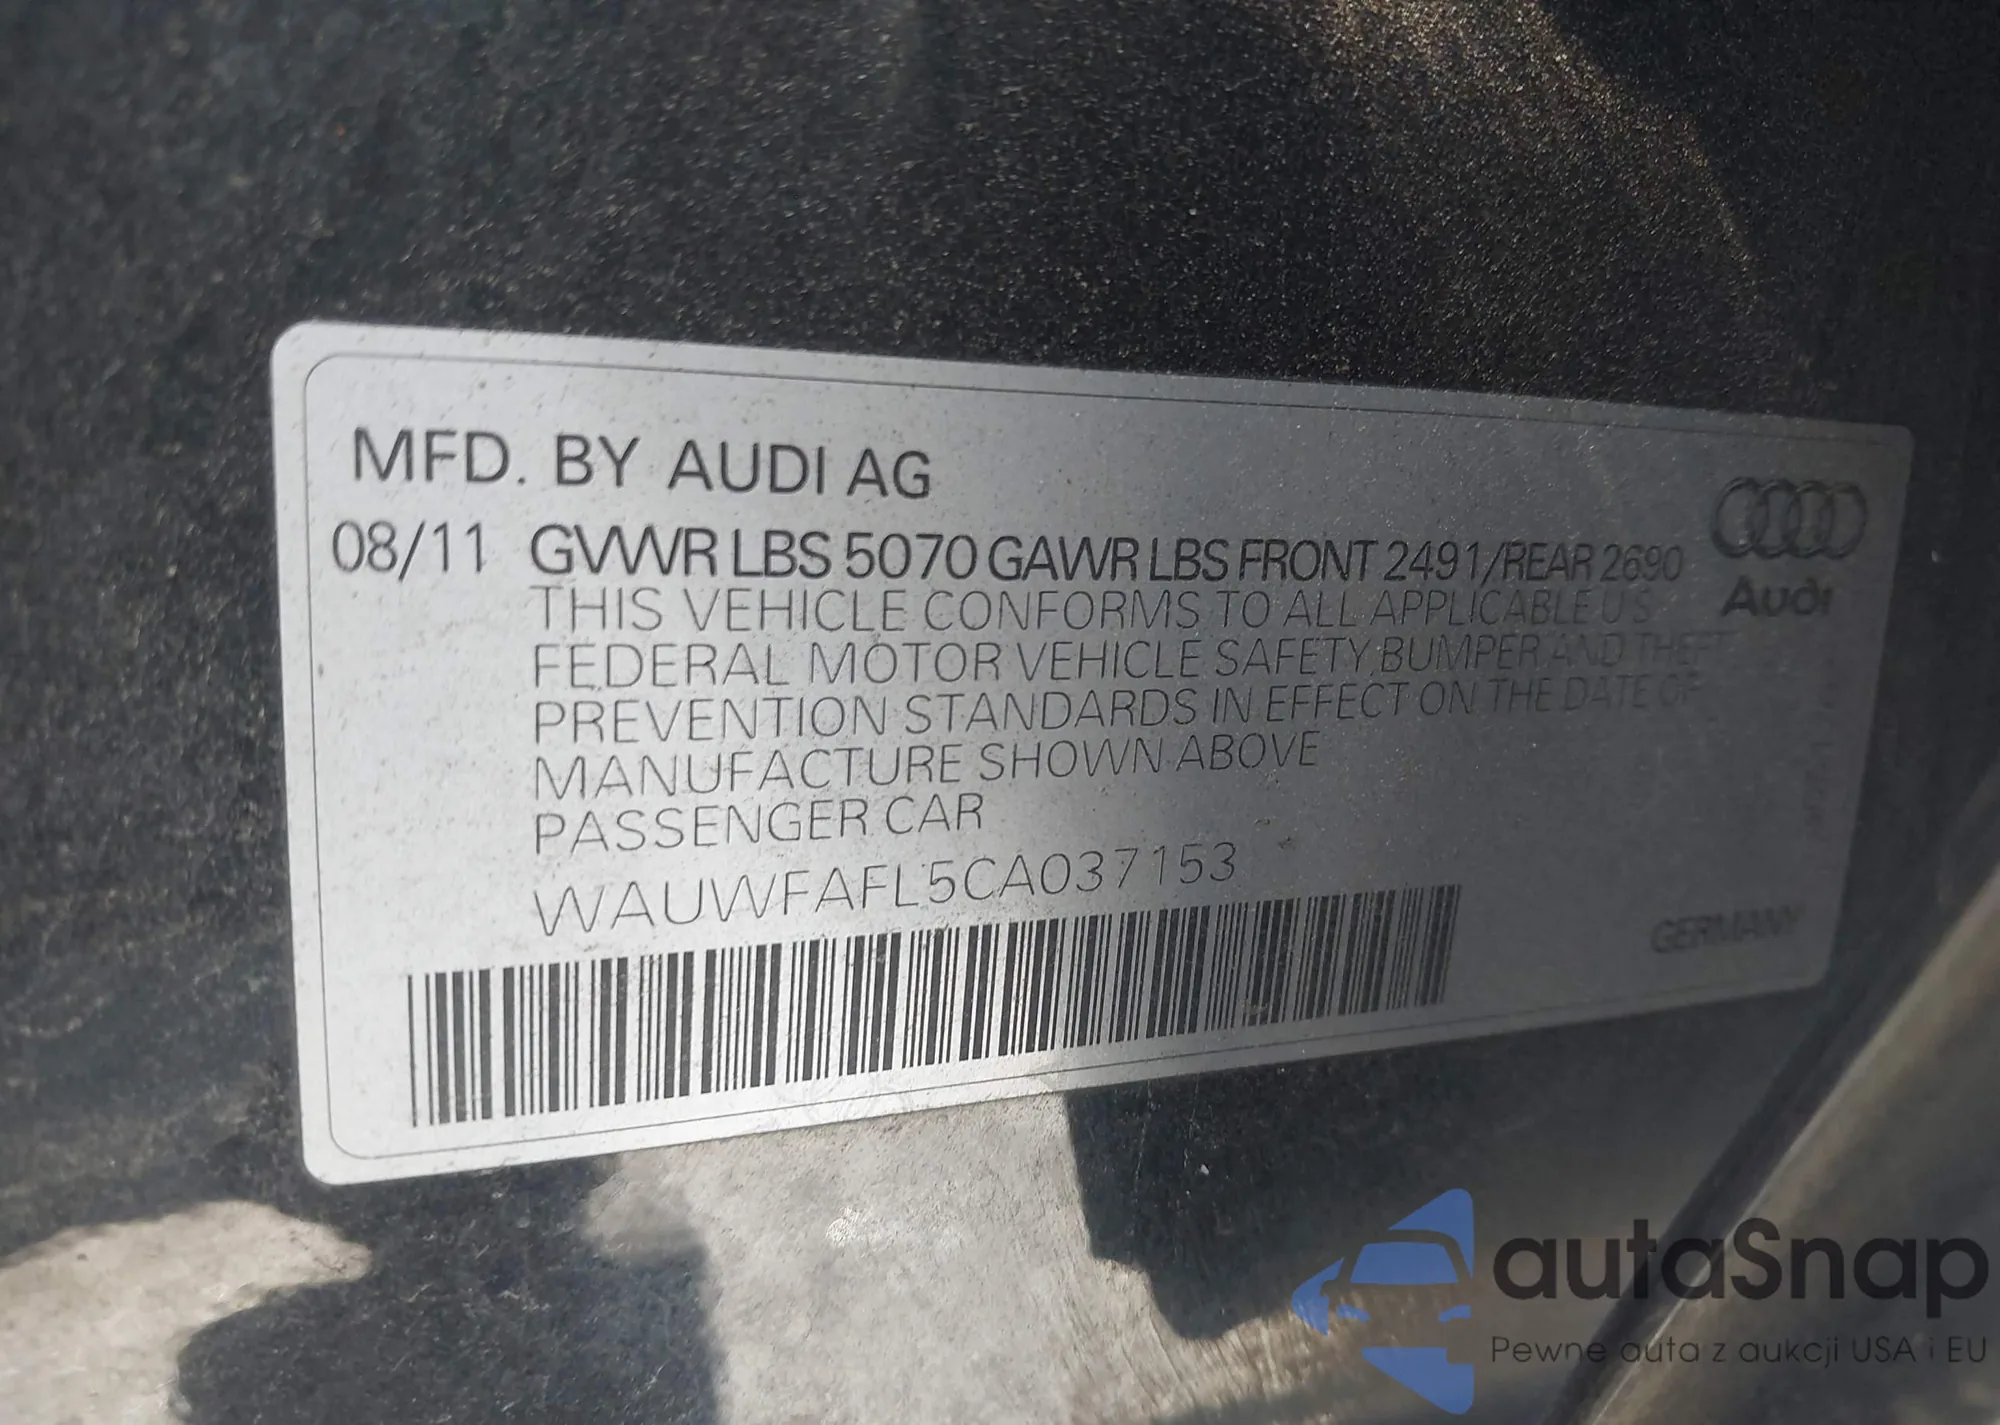 MFD. BY AUDI AG
08/11 GVWR LBS 5070 GAWR LBS FRONT 2491/REAR 2690
Audi
THIS VEHICLE CONFORMS TO ALL APPLICABLE US
FEDERAL MOTOR VEHICLE SAFETY, BUMPER AND THEFT
PREVENTION STANDARDS IN EFFECT ON THE DATE OF
MANUFACTURE SHOWN ABOVE
PASSENGER CAR
WAUWFAFL5CA037153
GERMANY
autaSnap
Pewne auta z aukcji USA i EU